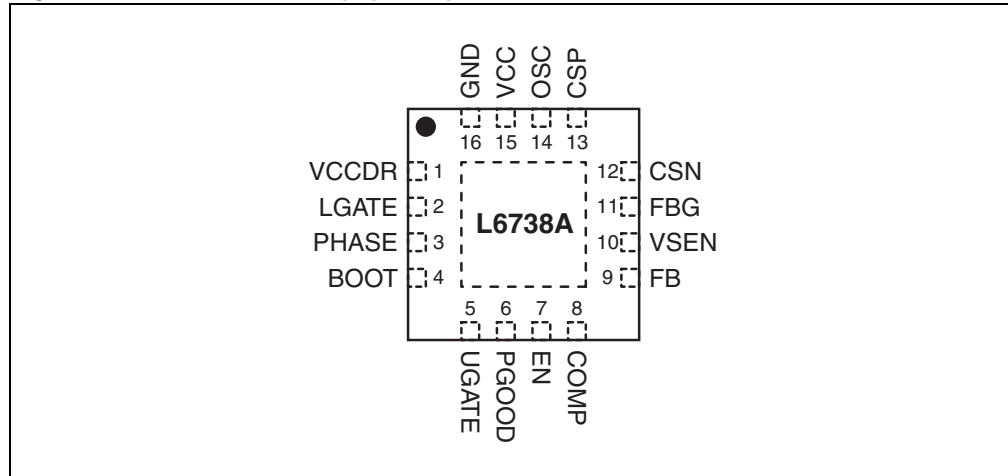 GND
VCC
OSC
CSP
16
15
14
13
VCCDR 1
LGATE 2
PHASE 3
BOOT 4
L6738A
12 CSN
11 FBG
10 VSEN
9 FB
5
6
7
8
UGATE
PGOOD
EN
COMP